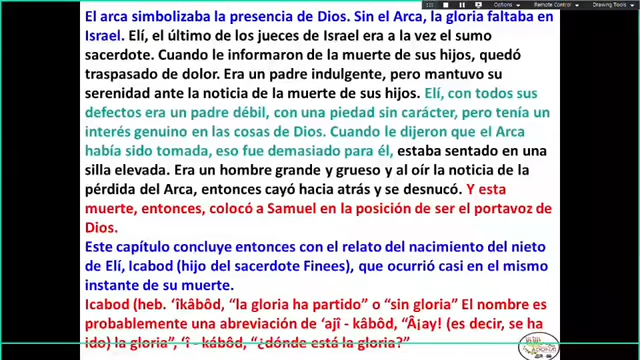 Options
Remote Control
Drawing Tools
El arca simbolizaba la presencia de Dios. Sin el Arca, la gloria faltaba en
Israel. Elí, el último de los jueces de Israel era a la vez el sumo
sacerdote. Cuando le informaron de la muerte de sus hijos, quedó
traspasado de dolor. Era un padre indulgente, pero mantuvo su
serenidad ante la noticia de la muerte de sus hijos. Elí, con todos sus
defectos era un padre débil, con una piedad sin carácter, pero tenía un
interés genuino en las cosas de Dios. Cuando le dijeron que el Arca
había sido tomada, eso fue demasiado para él, estaba sentado en una
silla elevada. Era un hombre grande y grueso y al oír la noticia de la
pérdida del Arca, entonces cayó hacia atrás y se desnucó. Y esta
muerte, entonces, colocó a Samuel en la posición de ser el portavoz de
Dios.
Este capítulo concluye entonces con el relato del nacimiento del nieto
de Elí, Icabod (hijo del sacerdote Finees), que ocurrió casi en el mismo
instante de su muerte.
Icabod (heb. ‘îkâbôd, “la gloria ha partido” o “sin gloria” El nombre es
probablemente una abreviación de ‘ajî - kâbôd, “Â¡ay! (es decir, se ha
ido) la gloria”, ‘î - kábôd, “¿dónde está la gloria?”